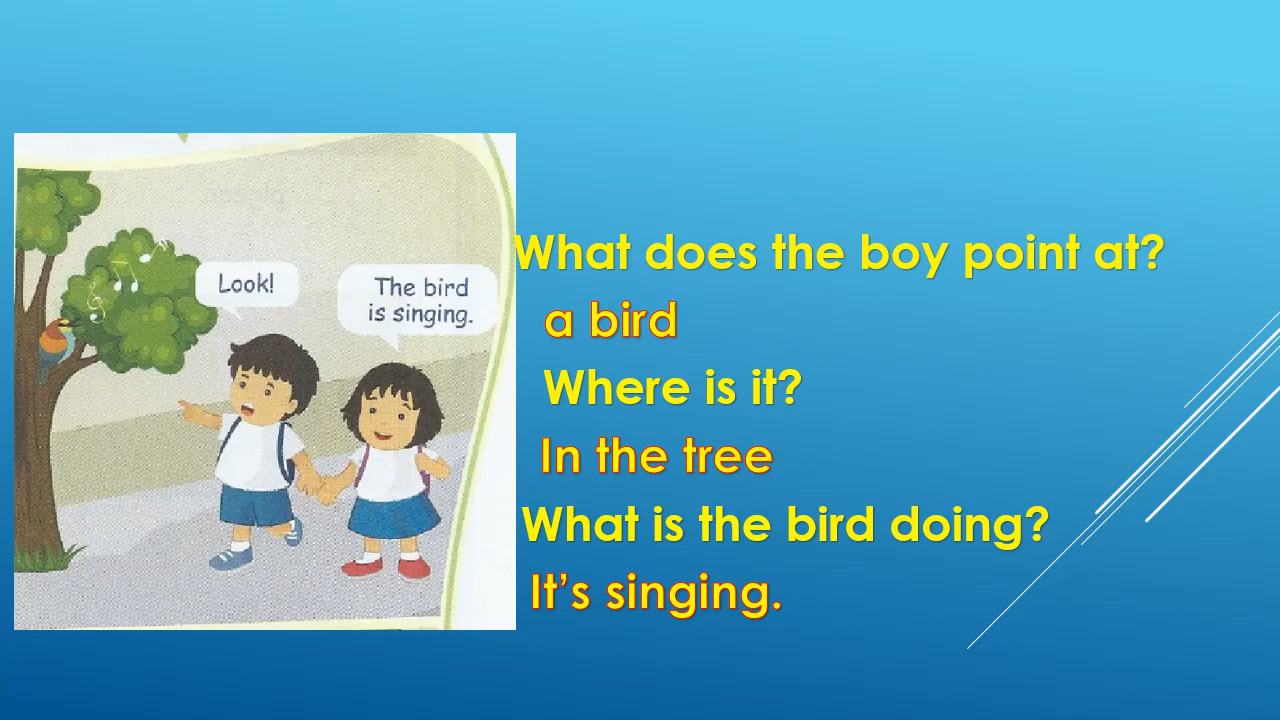 Look!
The bird
is singing.
What does the boy point at?
a bird
Where is it?
In the tree
What is the bird doing?
It’s singing.